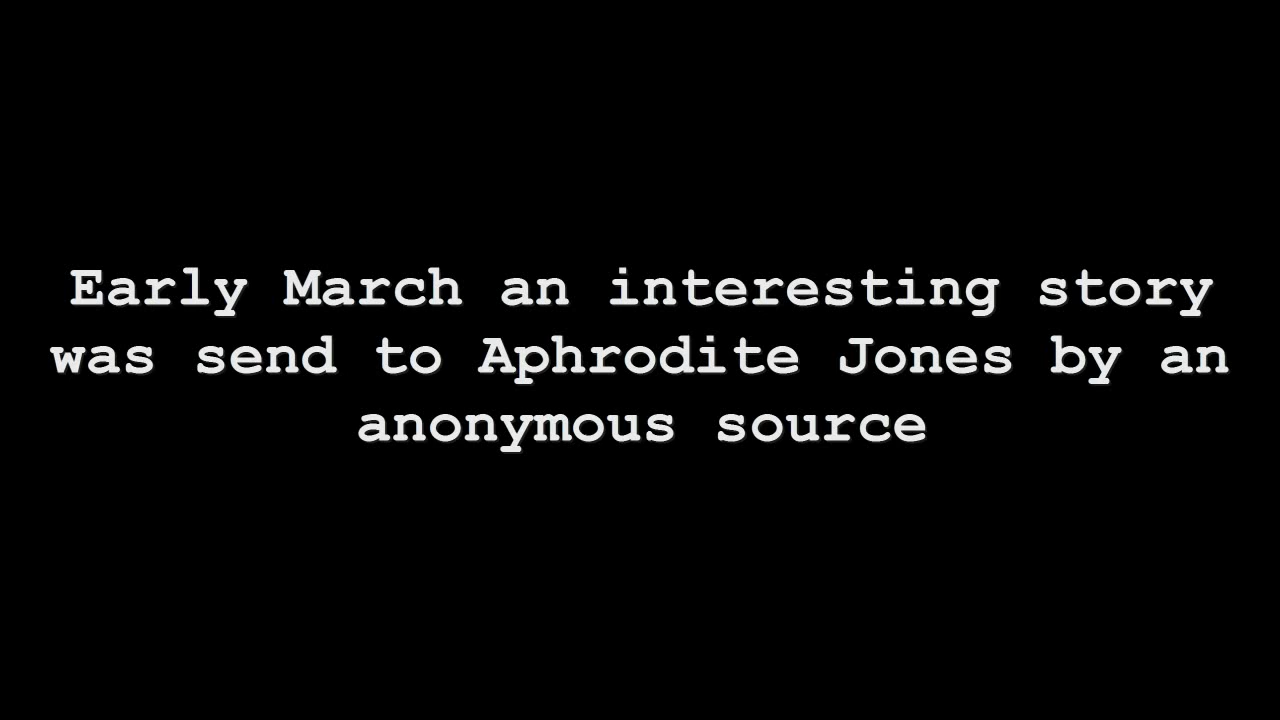 Early March an interesting story
was send to Aphrodite Jones by an
anonymous source